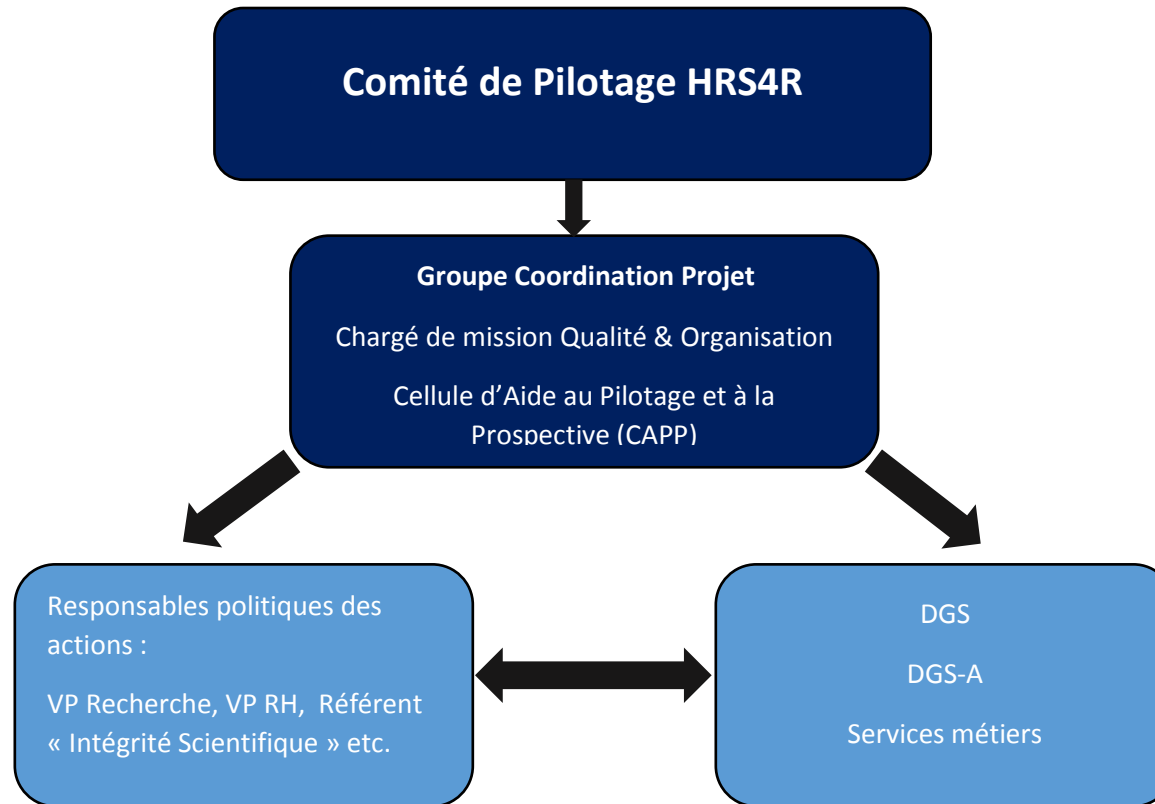 Comité de Pilotage HRS4R
Groupe Coordination Projet
Chargé de mission Qualité & Organisation
Cellule d’Aide au Pilotage et à la
Prospective (CAPP)
Responsables politiques des
actions :
VP Recherche, VP RH,  Référent
« Intégrité Scientifique » etc.
DGS
DGS-A
Services métiers